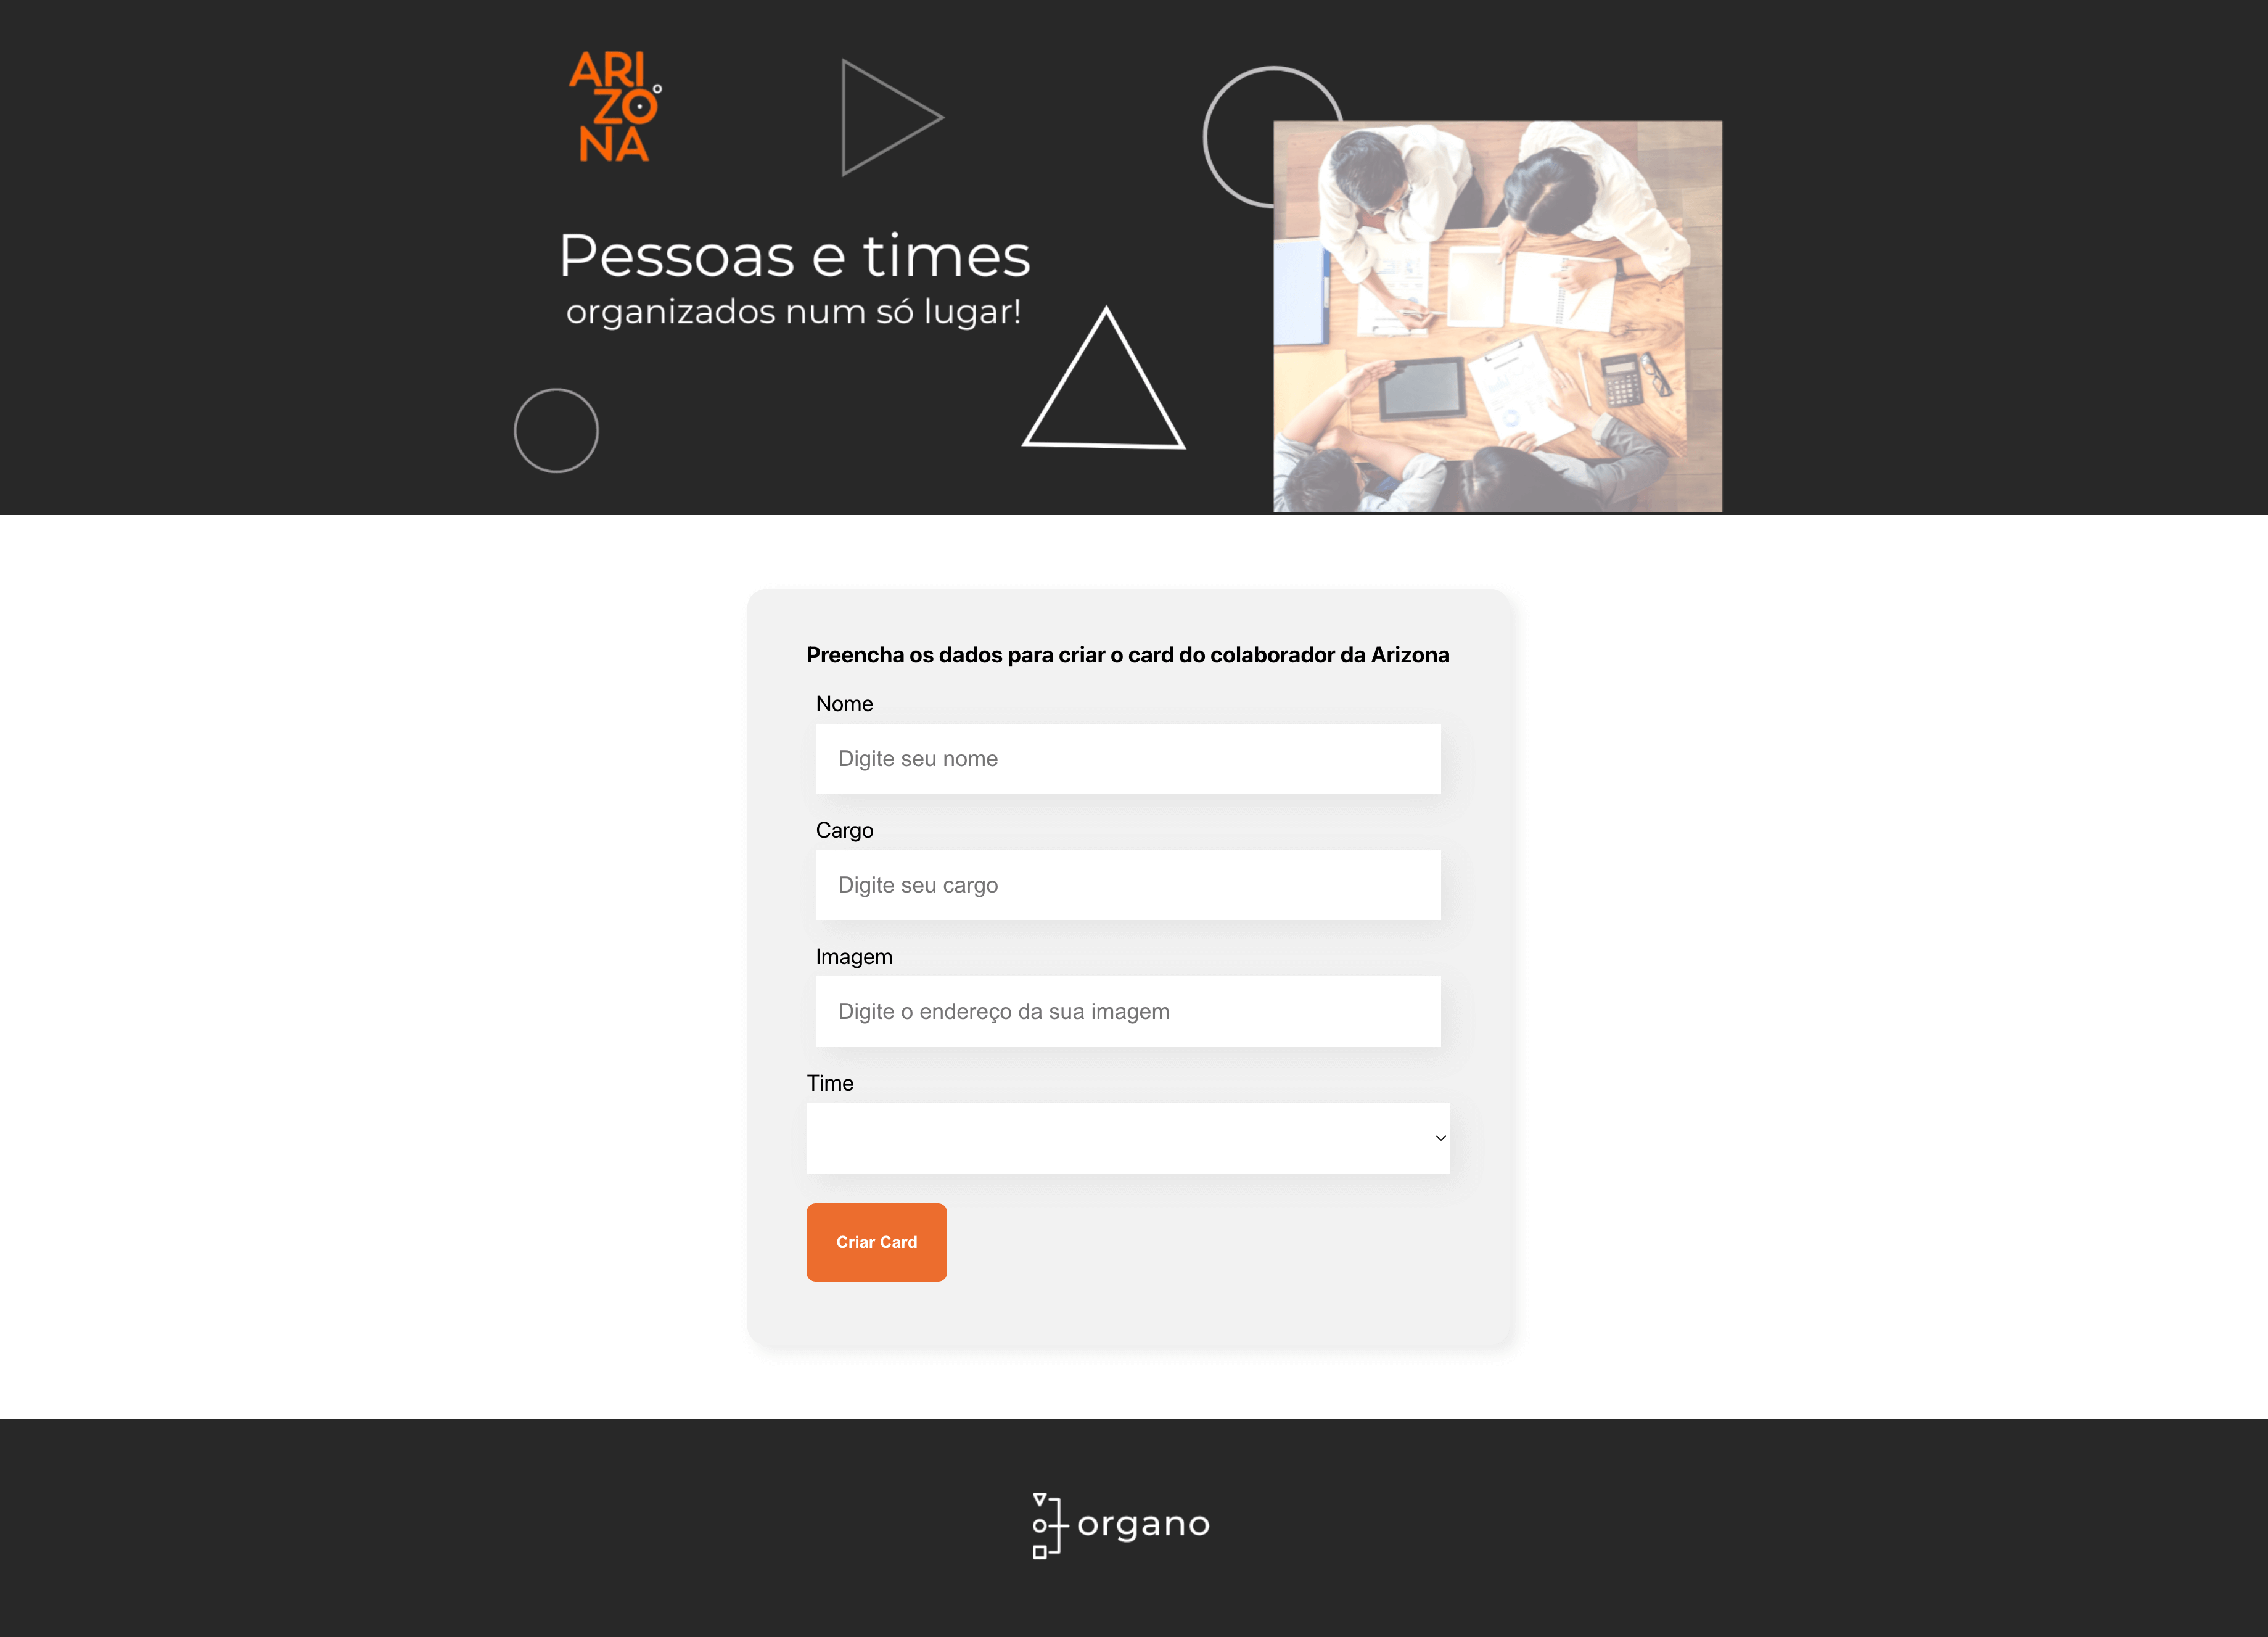 ARI
ZO
NA
Pessoas e times
organizados num só lugar!
Preencha os dados para criar o card do colaborador da Arizona
Nome
Digite seu nome
Cargo
Digite seu cargo
Imagem
Digite o endereço da sua imagem
Time
Criar Card
organo